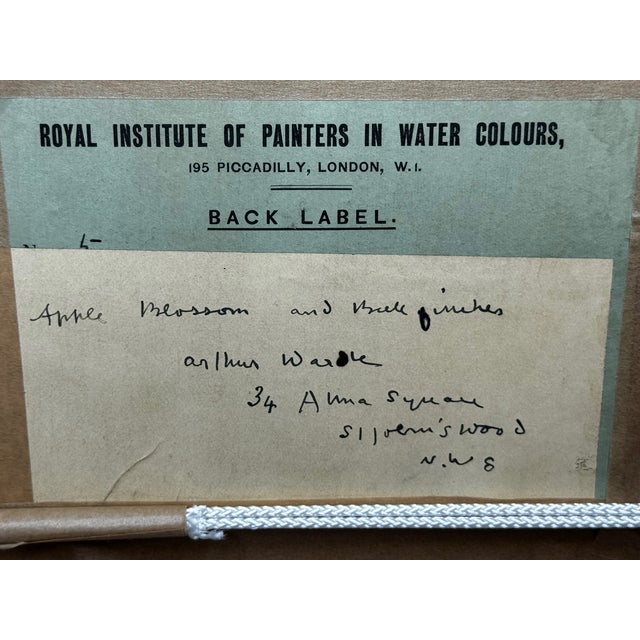 ROYAL INSTITUTE OF PAINTERS IN WATER COLOURS,
195 PICCADILLY, LONDON, W.1.
BACK LABEL.
5
Apple Blossom and Bullfinches
Arthur Wardle
34 Alma Square
St John's Wood
N.W 8